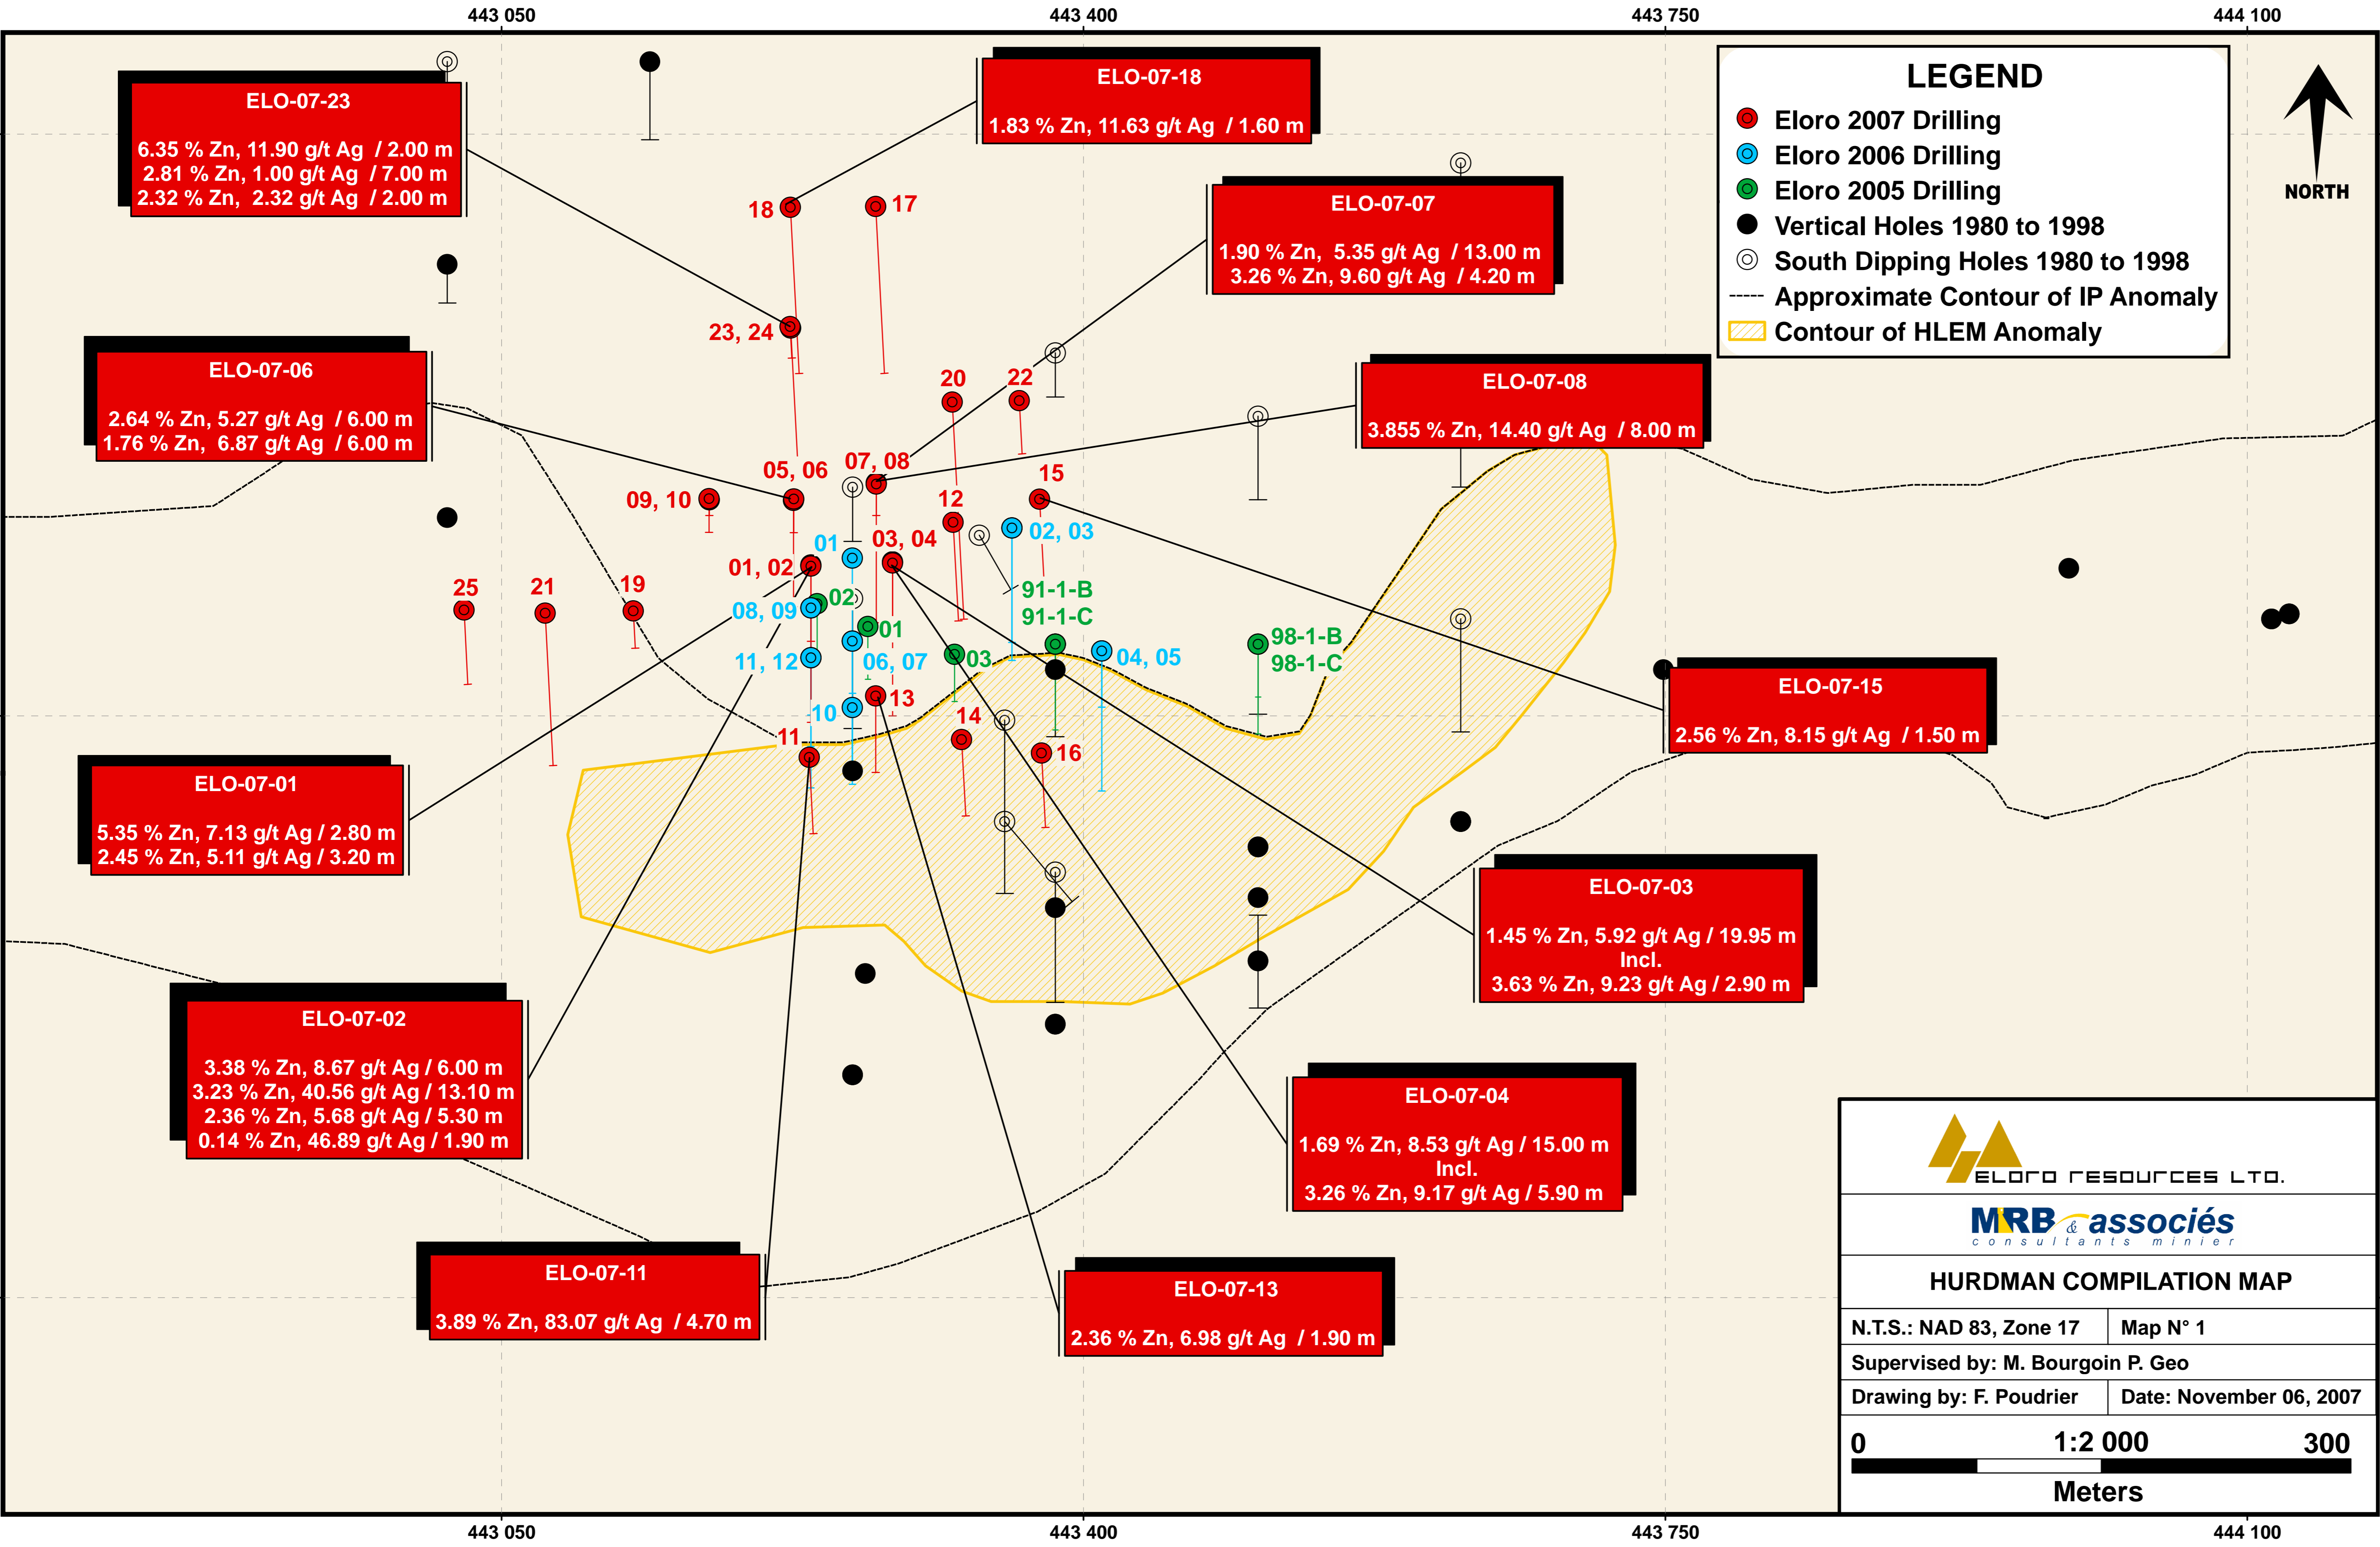 443 050
443 400
443 750
444 100
ELO-07-23
6.35 % Zn, 11.90 g/t Ag / 2.00 m
2.81 % Zn, 1.00 g/t Ag / 7.00 m
2.32 % Zn, 2.32 g/t Ag / 2.00 m
ELO-07-18
1.83 % Zn, 11.63 g/t Ag / 1.60 m
ELO-07-07
1.90 % Zn, 5.35 g/t Ag / 13.00 m
3.26 % Zn, 9.60 g/t Ag / 4.20 m
LEGEND
Eloro 2007 Drilling
Eloro 2006 Drilling
Eloro 2005 Drilling
Vertical Holes 1980 to 1998
South Dipping Holes 1980 to 1998
Approximate Contour of IP Anomaly
Contour of HLEM Anomaly
NORTH
18
17
23, 24
ELO-07-06
2.64 % Zn, 5.27 g/t Ag / 6.00 m
1.76 % Zn, 6.87 g/t Ag / 6.00 m
20
22
ELO-07-08
3.855 % Zn, 14.40 g/t Ag / 8.00 m
05, 06
07, 08
15
09, 10
12
01
03, 04
02, 03
01, 02
25
21
19
02
08, 09
91-1-B
91-1-C
01
98-1-B
98-1-C
11, 12
06, 07
03
04, 05
13
10
14
11
16
ELO-07-15
2.56 % Zn, 8.15 g/t Ag / 1.50 m
ELO-07-01
5.35 % Zn, 7.13 g/t Ag / 2.80 m
2.45 % Zn, 5.11 g/t Ag / 3.20 m
ELO-07-03
1.45 % Zn, 5.92 g/t Ag / 19.95 m
Incl.
3.63 % Zn, 9.23 g/t Ag / 2.90 m
ELO-07-02
3.38 % Zn, 8.67 g/t Ag / 6.00 m
3.23 % Zn, 40.56 g/t Ag / 13.10 m
2.36 % Zn, 5.68 g/t Ag / 5.30 m
0.14 % Zn, 46.89 g/t Ag / 1.90 m
ELO-07-04
1.69 % Zn, 8.53 g/t Ag / 15.00 m
Incl.
3.26 % Zn, 9.17 g/t Ag / 5.90 m
ELO-07-11
3.89 % Zn, 83.07 g/t Ag / 4.70 m
ELO-07-13
2.36 % Zn, 6.98 g/t Ag / 1.90 m
ELORO RESOURCES LTD.
MRB & associés
consultants minier
HURDMAN COMPILATION MAP
N.T.S.: NAD 83, Zone 17
Map N° 1
Supervised by: M. Bourgoin P. Geo
Drawing by: F. Poudrier
Date: November 06, 2007
0
1:2 000
300
Meters
443 050
443 400
443 750
444 100